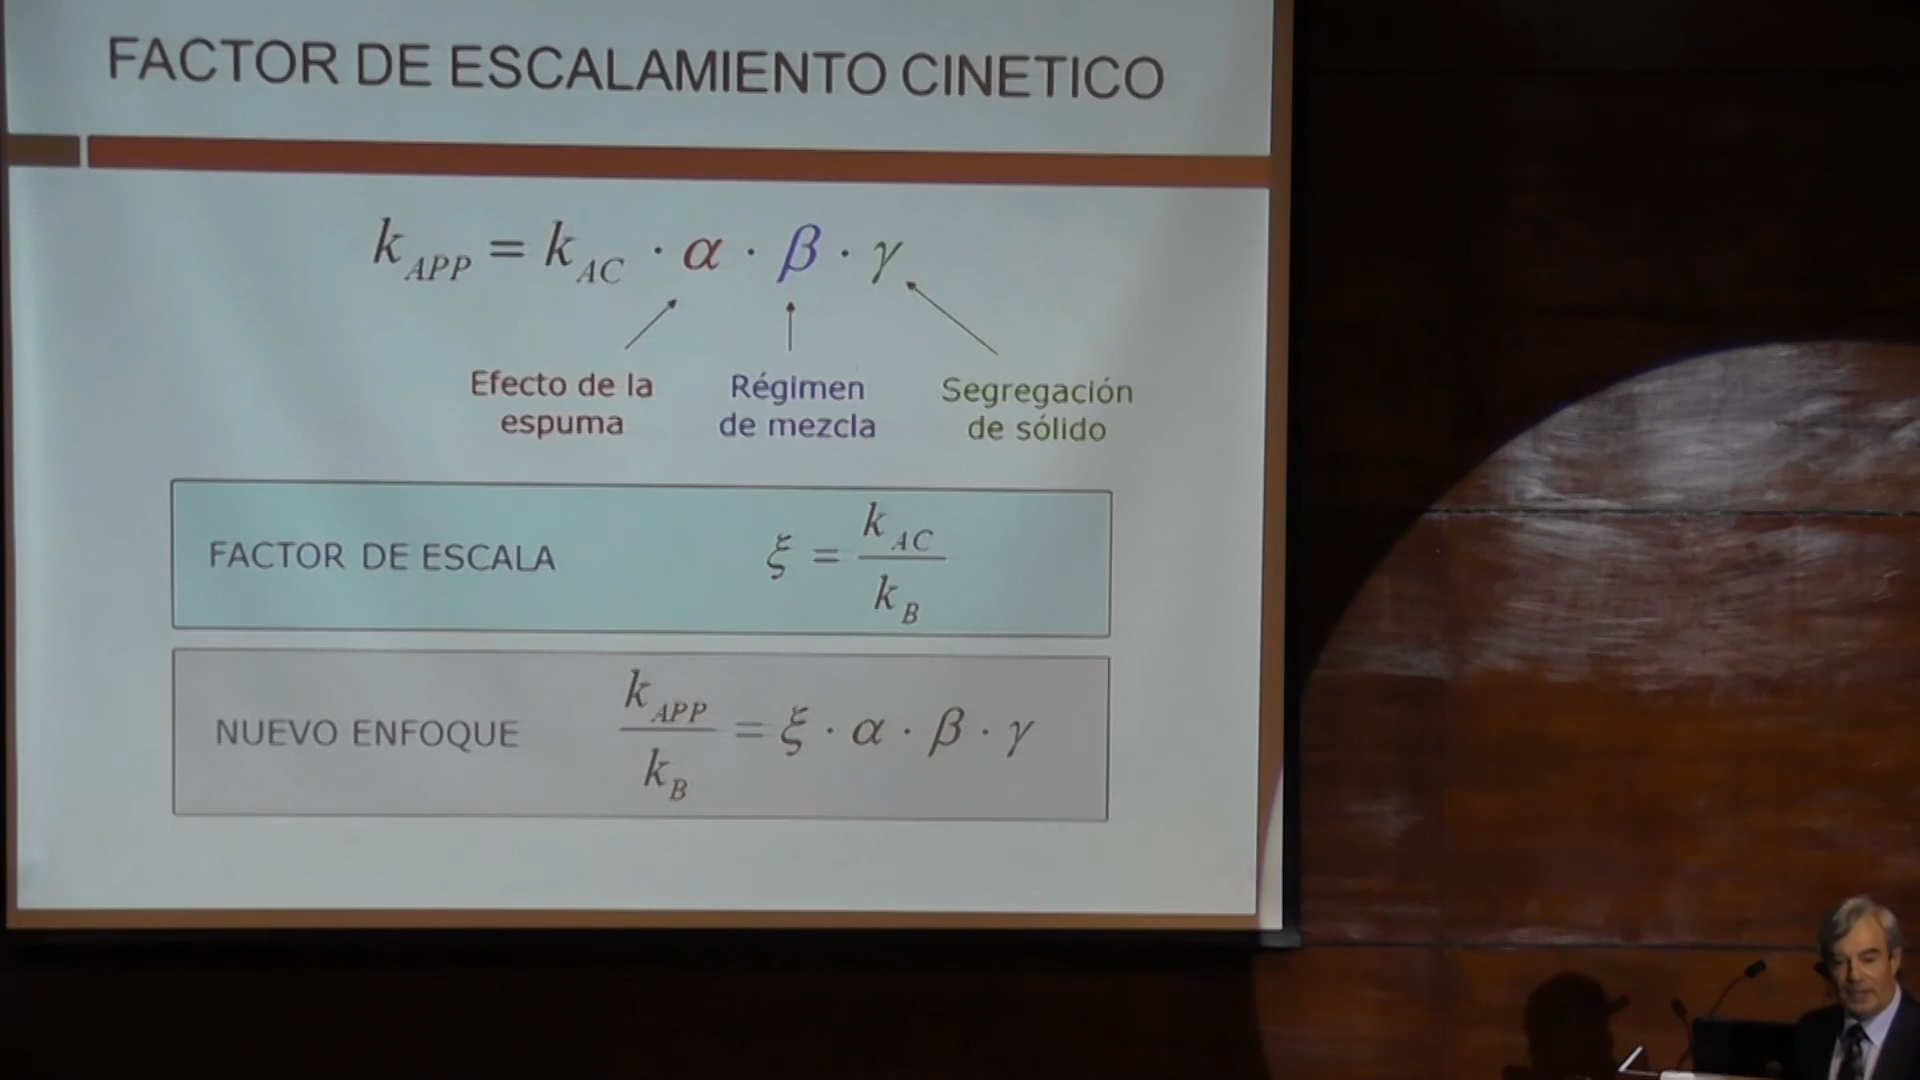 FACTOR DE ESCALAMIENTO CINETICO
k_APP = k_AC · α · β · γ
Efecto de la espuma
Régimen de mezcla
Segregación de sólido
FACTOR DE ESCALA
ξ = k_AC / k_B
NUEVO ENFOQUE
k_APP / k_B = ξ · α · β · γ